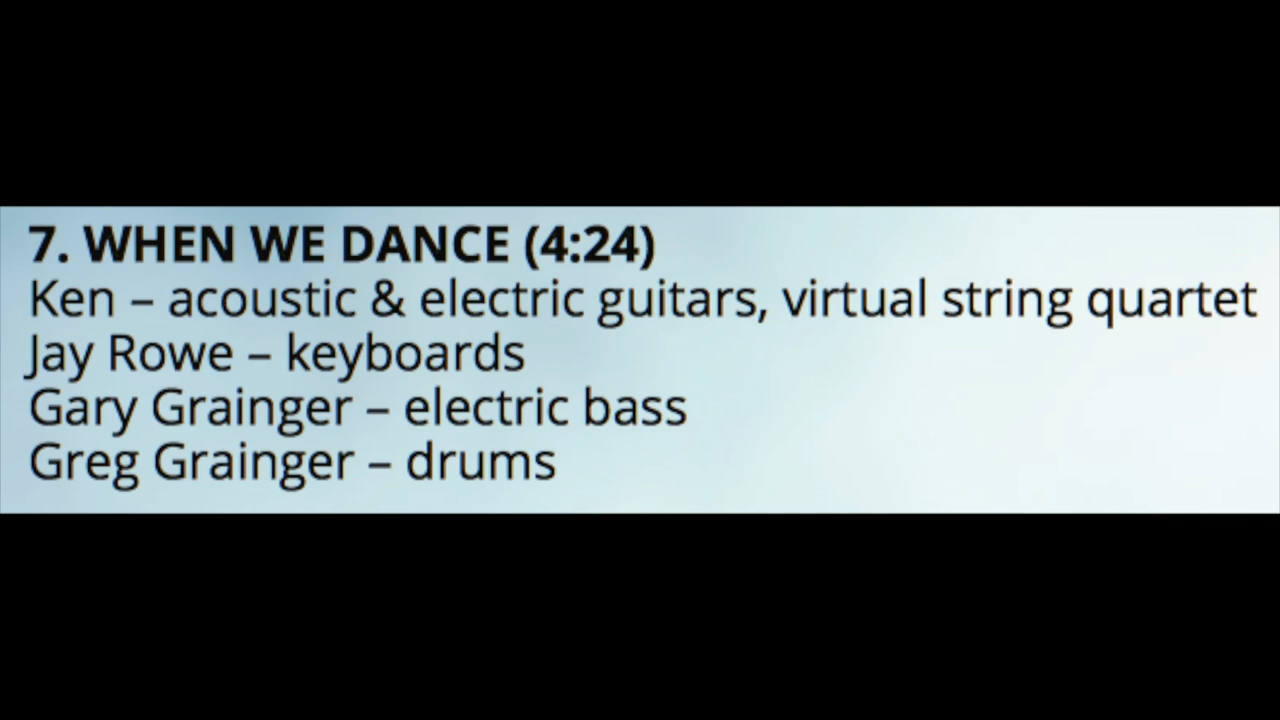 7. WHEN WE DANCE (4:24)
Ken – acoustic & electric guitars, virtual string quartet
Jay Rowe – keyboards
Gary Grainger – electric bass
Greg Grainger – drums